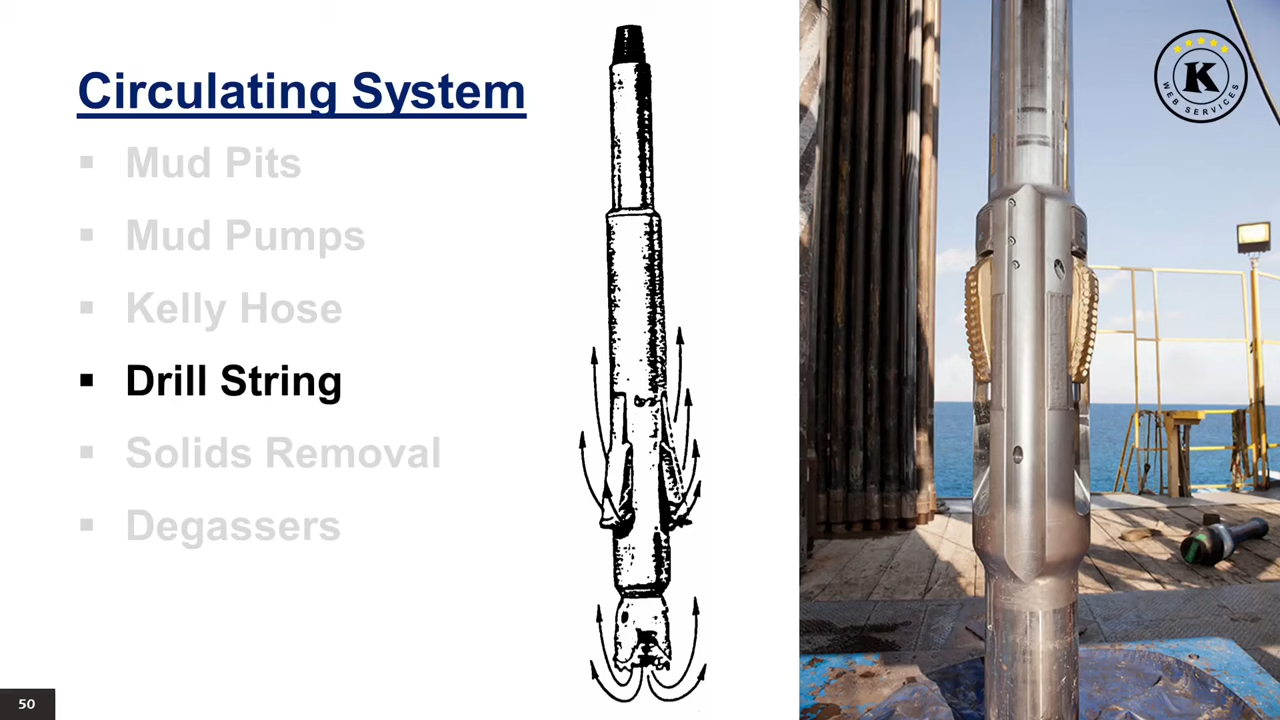 Circulating System
▪ Mud Pits
▪ Mud Pumps
▪ Kelly Hose
▪ Drill String
▪ Solids Removal
▪ Degassers
50
K
WEB SERVICES